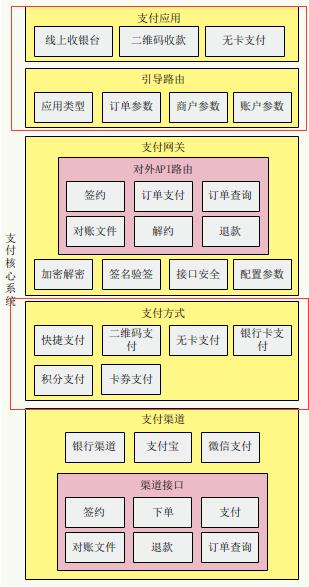 支付核心系统
支付应用
线上收银台 二维码收款 无卡支付
引导路由
应用类型 订单参数 商户参数 账户参数
支付网关
对外API路由
签约 订单支付 订单查询
对账文件 解约 退款
加密解密 签名验签 接口安全 配置参数
支付方式
快捷支付 二维码支付 无卡支付 银行卡支付
积分支付 卡券支付
支付渠道
银行渠道 支付宝 微信支付
渠道接口
签约 下单 支付
对账文件 退款 订单查询